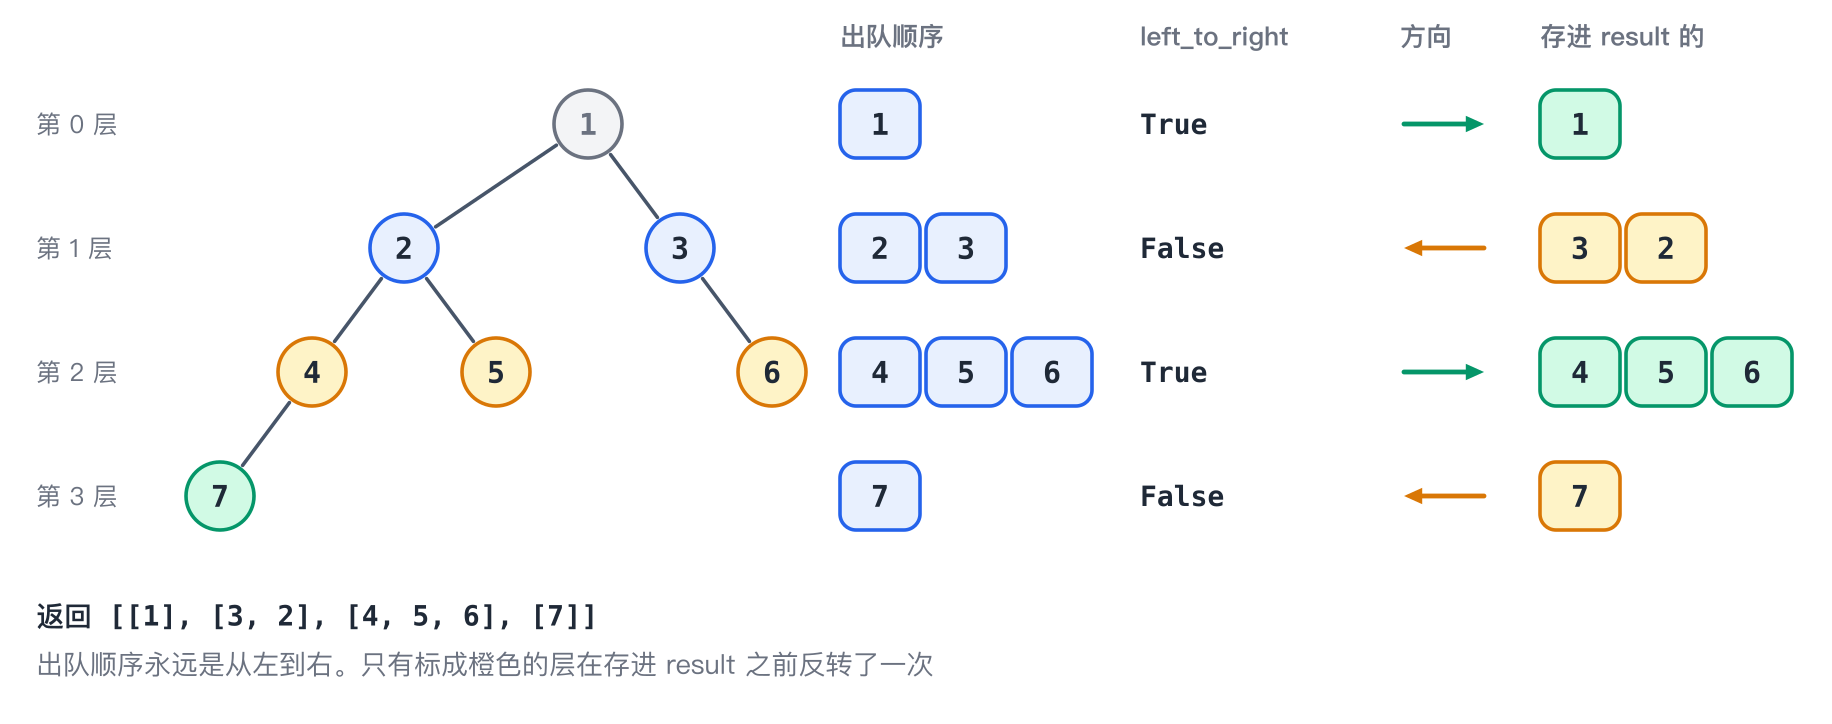 出队顺序 left_to_right 方向 存进 result 的
第 0 层 1 1 True 1
第 1 层 2 3 2 3 False 3 2
第 2 层 4 5 6 4 5 6 True 4 5 6
第 3 层 7 7 False 7
返回 [[1], [3, 2], [4, 5, 6], [7]]
出队顺序永远是从左到右。只有标成橙色的层在存进 result 之前反转了一次